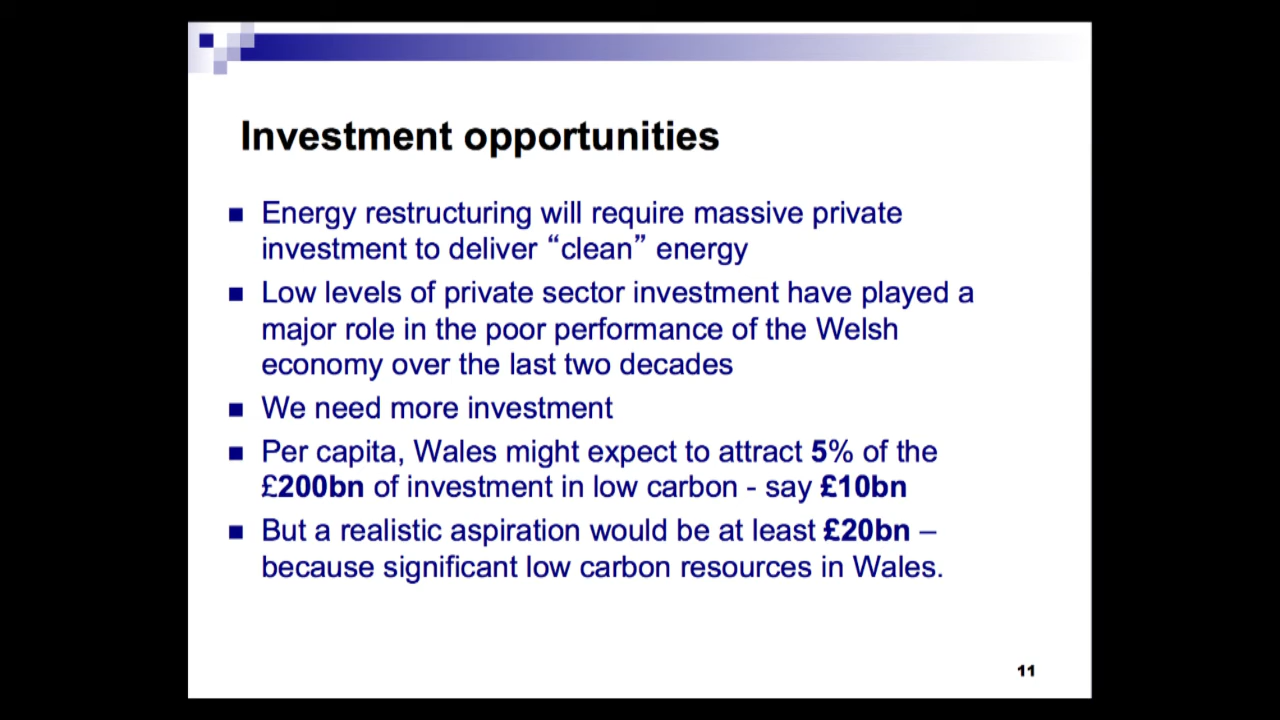 Investment opportunities
Energy restructuring will require massive private
investment to deliver “clean” energy
Low levels of private sector investment have played a
major role in the poor performance of the Welsh
economy over the last two decades
We need more investment
Per capita, Wales might expect to attract 5% of the
£200bn of investment in low carbon - say £10bn
But a realistic aspiration would be at least £20bn –
because significant low carbon resources in Wales.
11